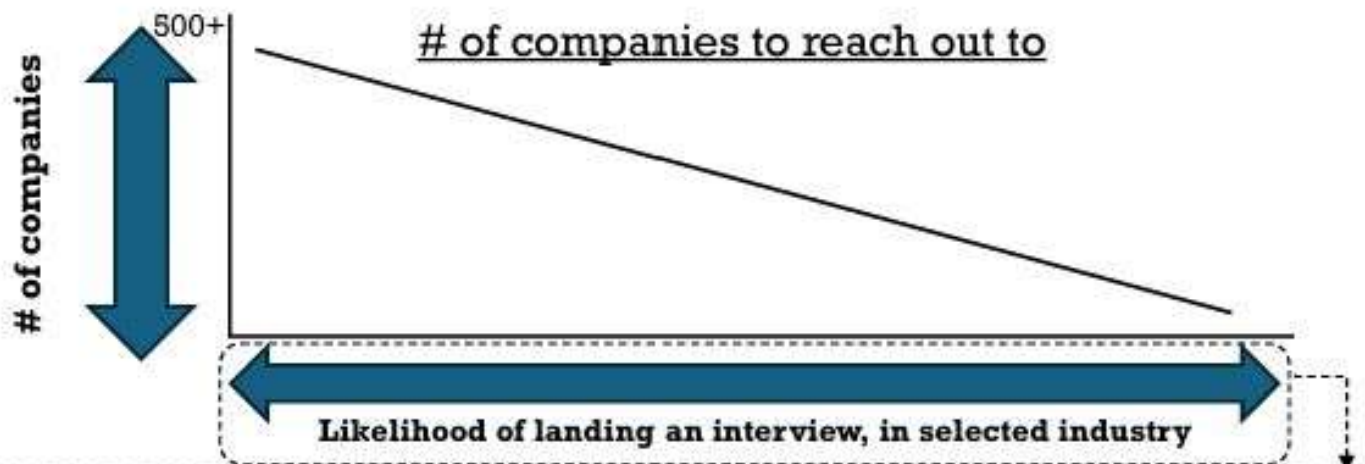 500+
# of companies to reach out to
# of companies
Likelihood of landing an interview, in selected industry